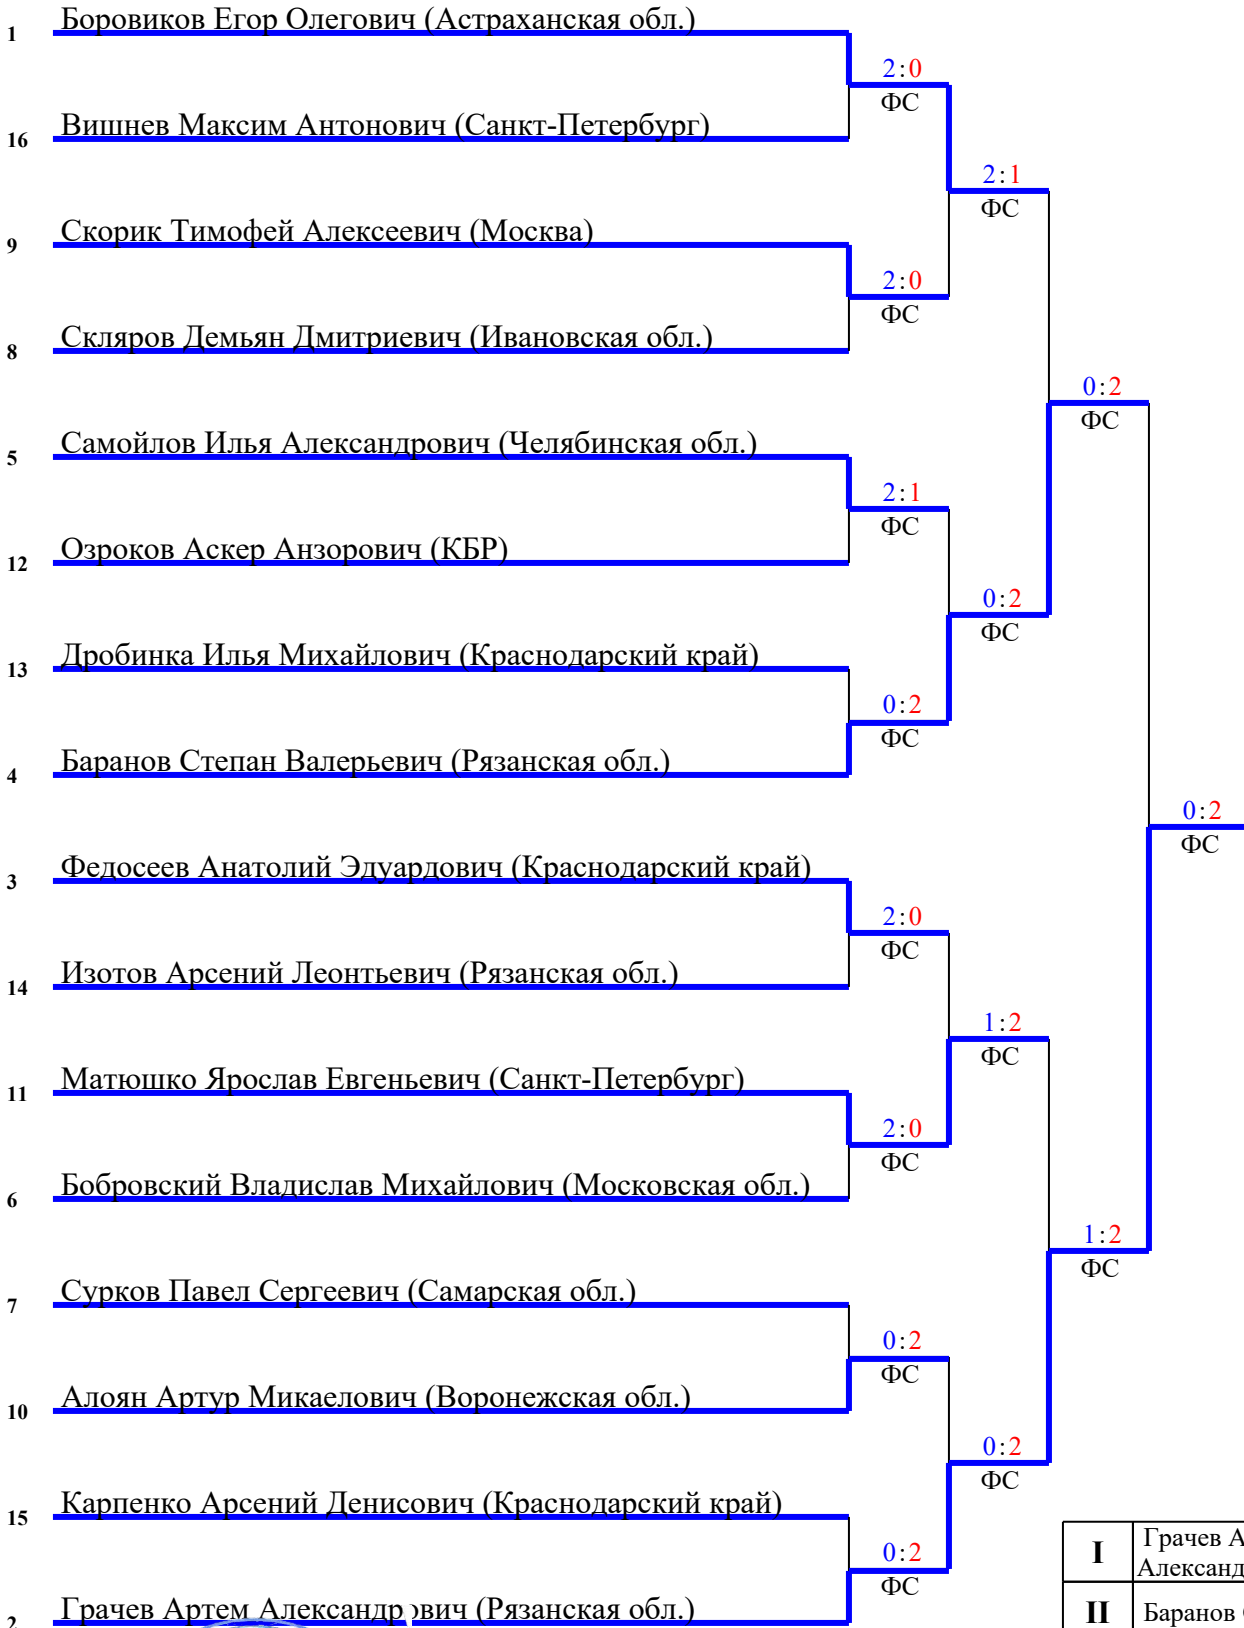 1 Боровиков Егор Олегович (Астраханская обл.)
2:0
ФС
16 Вишнев Максим Антонович (Санкт-Петербург)
2:1
ФС
9 Скорик Тимофей Алексеевич (Москва)
2:0
ФС
8 Скляров Демьян Дмитриевич (Ивановская обл.)
0:2
ФС
5 Самойлов Илья Александрович (Челябинская обл.)
2:1
ФС
12 Озроков Аскер Анзорович (КБР)
0:2
ФС
13 Дробинка Илья Михайлович (Краснодарский край)
0:2
ФС
4 Баранов Степан Валерьевич (Рязанская обл.)
0:2
ФС
3 Федосеев Анатолий Эдуардович (Краснодарский край)
2:0
ФС
14 Изотов Арсений Леонтьевич (Рязанская обл.)
1:2
ФС
11 Матюшко Ярослав Евгеньевич (Санкт-Петербург)
2:0
ФС
6 Бобровский Владислав Михайлович (Московская обл.)
1:2
ФС
7 Сурков Павел Сергеевич (Самарская обл.)
0:2
ФС
10 Алоян Артур Микаелович (Воронежская обл.)
0:2
ФС
15 Карпенко Арсений Денисович (Краснодарский край)
0:2
ФС
2 Грачев Артем Александрович (Рязанская обл.)
I Грачев А
Александ
II Баранов